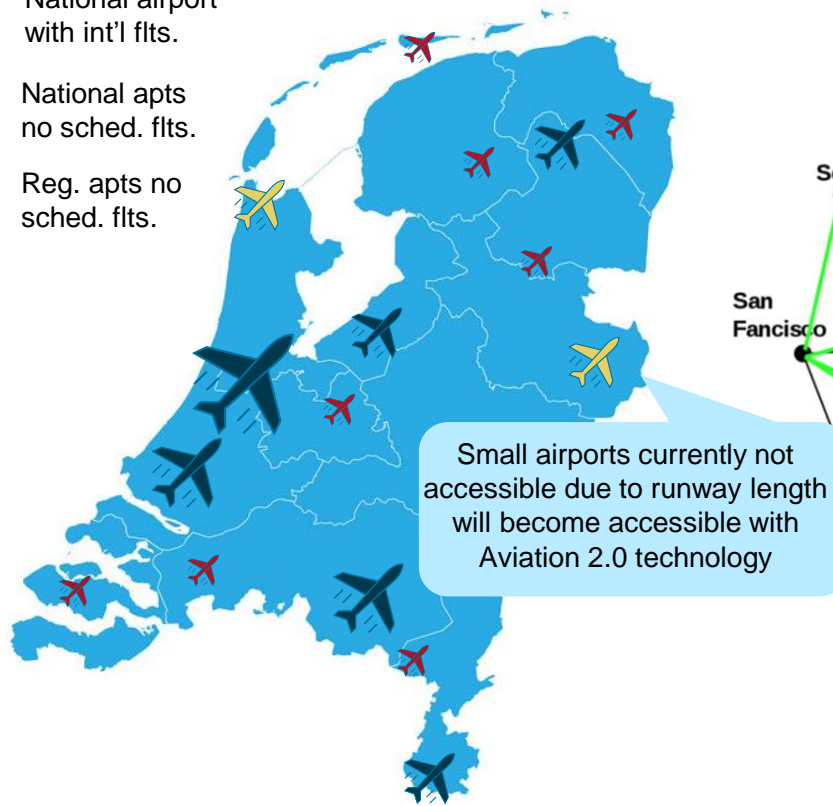 National airport
with int'l flts.
National apts
no sched. flts.
Reg. apts no
sched. flts.
San
Fancisco
Small airports currently not
accessible due to runway length
will become accessible with
Aviation 2.0 technology